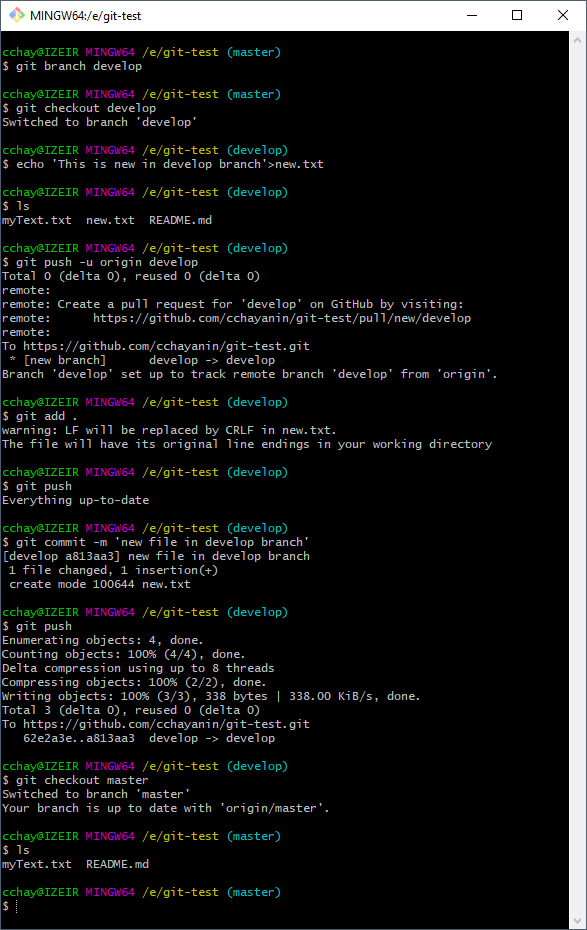 MINGW64:/e/git-test
cchay@IZEIR MINGW64 /e/git-test (master)
$ git branch develop
cchay@IZEIR MINGW64 /e/git-test (master)
$ git checkout develop
Switched to branch 'develop'
cchay@IZEIR MINGW64 /e/git-test (develop)
$ echo 'This is new in develop branch'>new.txt
cchay@IZEIR MINGW64 /e/git-test (develop)
$ ls
myText.txt  new.txt  README.md
cchay@IZEIR MINGW64 /e/git-test (develop)
$ git push -u origin develop
Total 0 (delta 0), reused 0 (delta 0)
remote:
remote: Create a pull request for 'develop' on GitHub by visiting:
remote:      https://github.com/cchayanin/git-test/pull/new/develop
remote:
To https://github.com/cchayanin/git-test.git
 * [new branch]      develop -> develop
Branch 'develop' set up to track remote branch 'develop' from 'origin'.
cchay@IZEIR MINGW64 /e/git-test (develop)
$ git add .
warning: LF will be replaced by CRLF in new.txt.
The file will have its original line endings in your working directory
cchay@IZEIR MINGW64 /e/git-test (develop)
$ git push
Everything up-to-date
cchay@IZEIR MINGW64 /e/git-test (develop)
$ git commit -m 'new file in develop branch'
[develop a813aa3] new file in develop branch
 1 file changed, 1 insertion(+)
 create mode 100644 new.txt
cchay@IZEIR MINGW64 /e/git-test (develop)
$ git push
Enumerating objects: 4, done.
Counting objects: 100% (4/4), done.
Delta compression using up to 8 threads
Compressing objects: 100% (2/2), done.
Writing objects: 100% (3/3), 338 bytes | 338.00 KiB/s, done.
Total 3 (delta 0), reused 0 (delta 0)
To https://github.com/cchayanin/git-test.git
   62e2a3e..a813aa3  develop -> develop
cchay@IZEIR MINGW64 /e/git-test (develop)
$ git checkout master
Switched to branch 'master'
Your branch is up to date with 'origin/master'.
cchay@IZEIR MINGW64 /e/git-test (master)
$ ls
myText.txt  README.md
cchay@IZEIR MINGW64 /e/git-test (master)
$